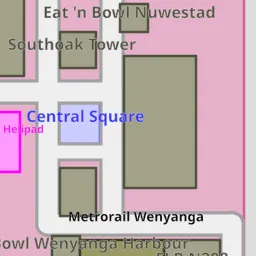 Eat 'n Bowl Nuwestad
Southoak Tower
Central Square
Helipad
Metrorail Wenyanga
Bowl Wenyanga Harbour